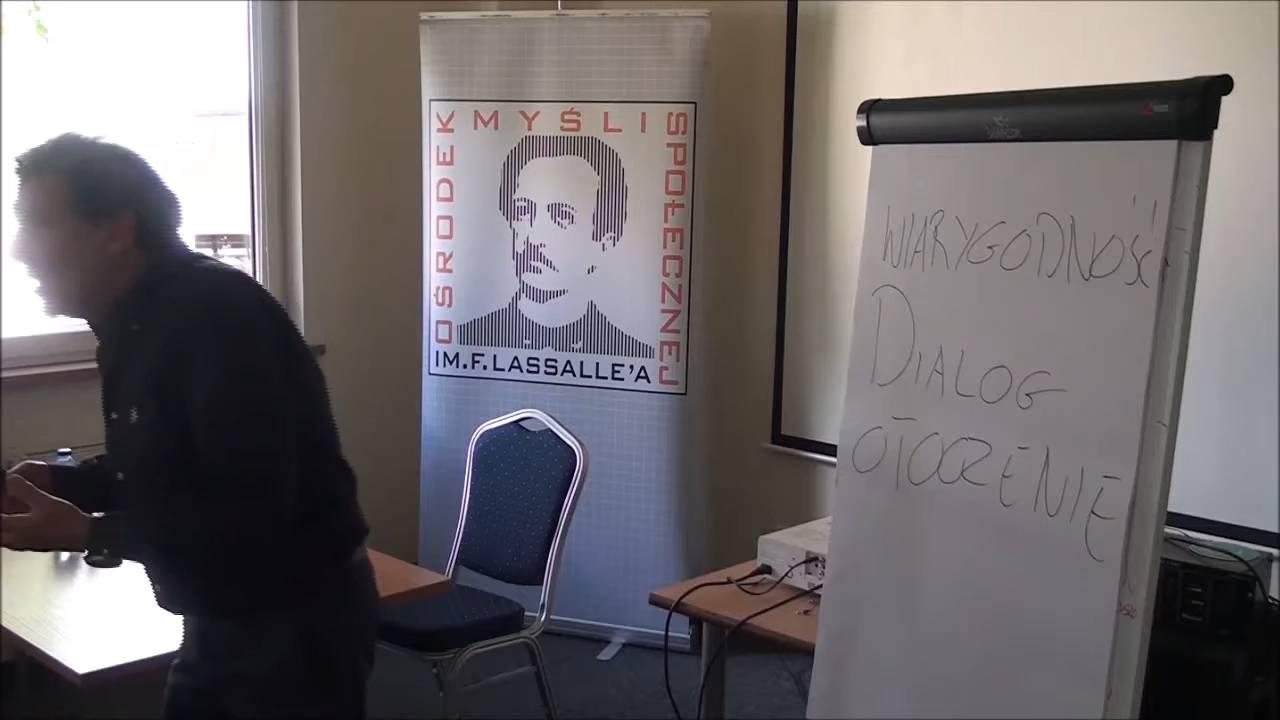 OŚRODEK MYŚLI SPOŁECZNEJ
IM.F.LASSALLE'A
WIARYGODNOŚĆ
DIALOG
OTOCZENIE